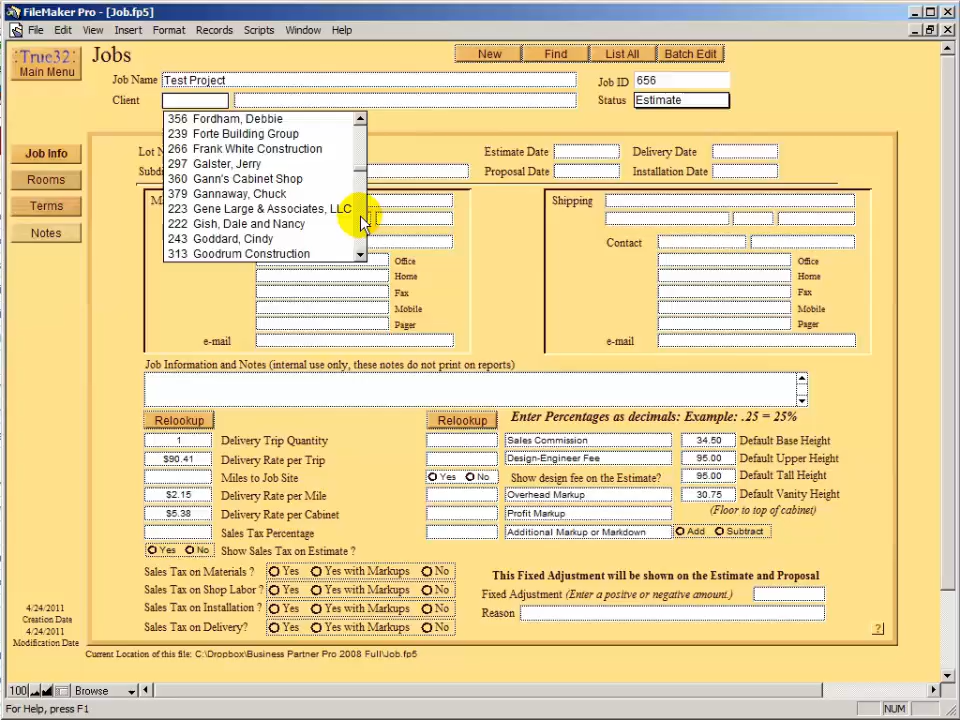 FileMaker Pro - [Job.fp5]
File Edit View Insert Format Records Scripts Window Help
True32
Main Menu
Jobs
New Find List All Batch Edit
Job Name Test Project
Job ID 656
Client
Status Estimate
356 Fordham, Debbie
239 Forte Building Group
266 Frank White Construction
297 Galster, Jerry
360 Gann's Cabinet Shop
379 Gannaway, Chuck
223 Gene Large & Associates, LLC
222 Gish, Dale and Nancy
243 Goddard, Cindy
313 Goodrum Construction
Job Info
Rooms
Terms
Notes
Estimate Date Delivery Date
Proposal Date Installation Date
Shipping
Contact
Office Office
Home Home
Fax Fax
Mobile Mobile
Pager Pager
e-mail e-mail
Job Information and Notes (internal use only, these notes do not print on reports)
Relookup
1 Delivery Trip Quantity
$90.41 Delivery Rate per Trip
Miles to Job Site
$2.15 Delivery Rate per Mile
$5.38 Delivery Rate per Cabinet
Sales Tax Percentage
Yes No Show Sales Tax on Estimate ?
Relookup
Enter Percentages as decimals: Example: .25 = 25%
Sales Commission
Design-Engineer Fee
Yes No Show design fee on the Estimate?
Overhead Markup
Profit Markup
Additional Markup or Markdown Add Subtract
34.50 Default Base Height
95.00 Default Upper Height
95.00 Default Tall Height
30.75 Default Vanity Height
(Floor to top of cabinet)
Sales Tax on Materials ? Yes Yes with Markups No
Sales Tax on Shop Labor ? Yes Yes with Markups No
Sales Tax on Installation ? Yes Yes with Markups No
Sales Tax on Delivery? Yes Yes with Markups No
This Fixed Adjustment will be shown on the Estimate and Proposal
Fixed Adjustment (Enter a positve or negative amount.)
Reason
?
4/24/2011
Creation Date
4/24/2011
Modification Date
Current Location of this file: C:\Dropbox\Business Partner Pro 2008 Full\Job.fp5
100 Browse
For Help, press F1
NUM